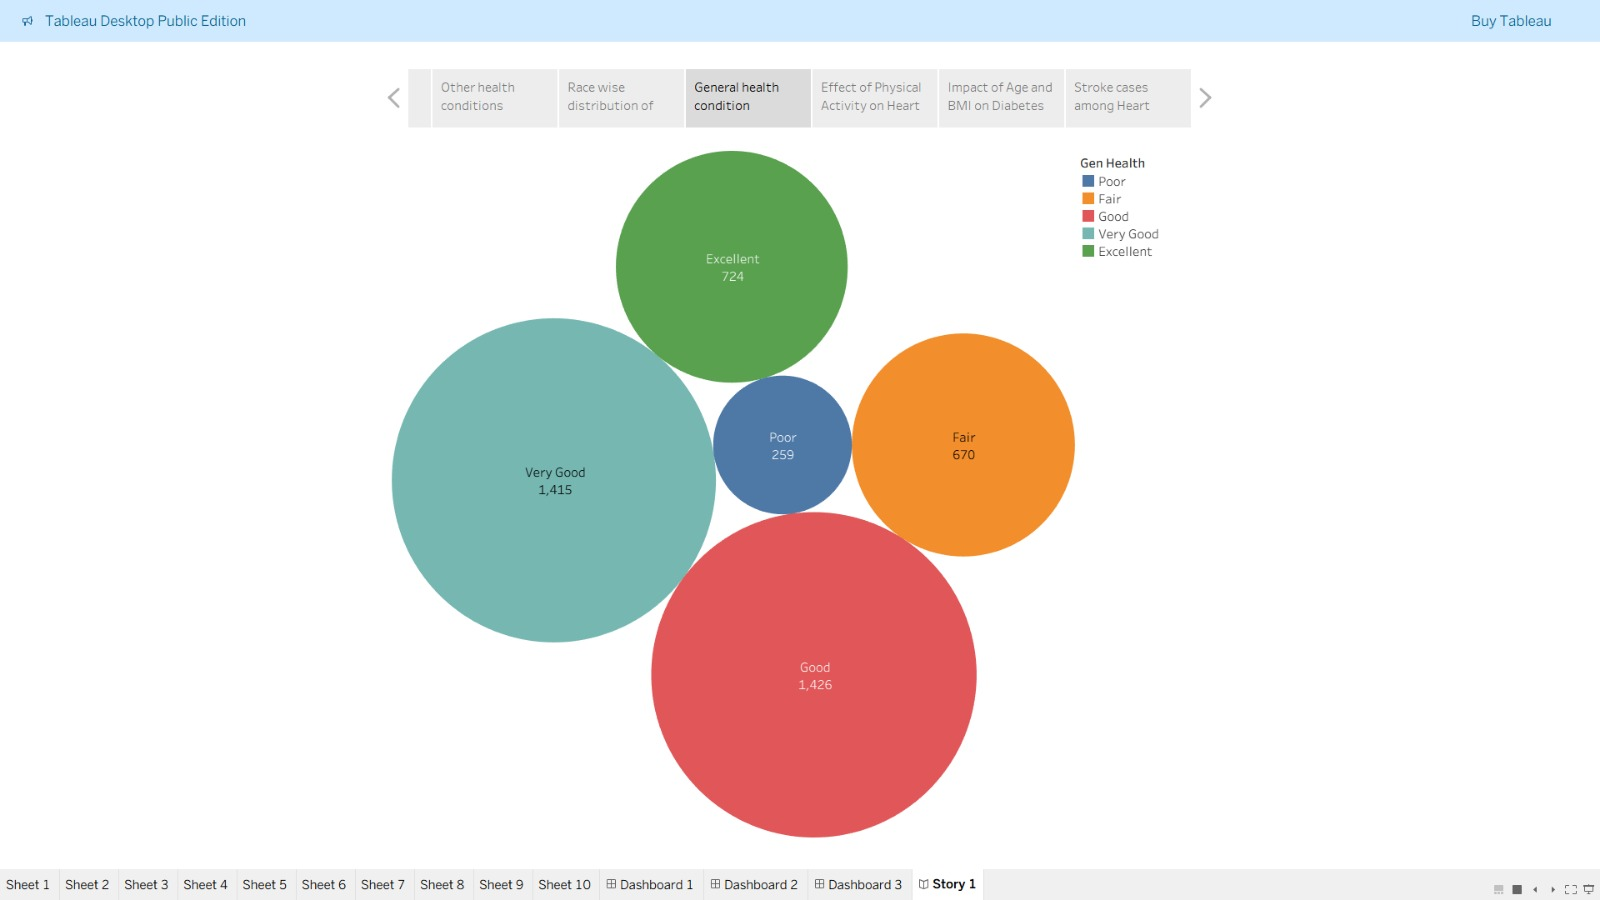 Tableau Desktop Public Edition
Buy Tableau
Other health
conditions
Race wise
distribution of
General health
condition
Effect of Physical
Activity on Heart
Impact of Age and
BMI on Diabetes
Stroke cases
among Heart
Gen Health
Poor
Fair
Good
Very Good
Excellent
Excellent
724
Poor
259
Fair
670
Very Good
1,415
Good
1,426
Sheet 1 Sheet 2 Sheet 3 Sheet 4 Sheet 5 Sheet 6 Sheet 7 Sheet 8 Sheet 9 Sheet 10 Dashboard 1 Dashboard 2 Dashboard 3 Story 1